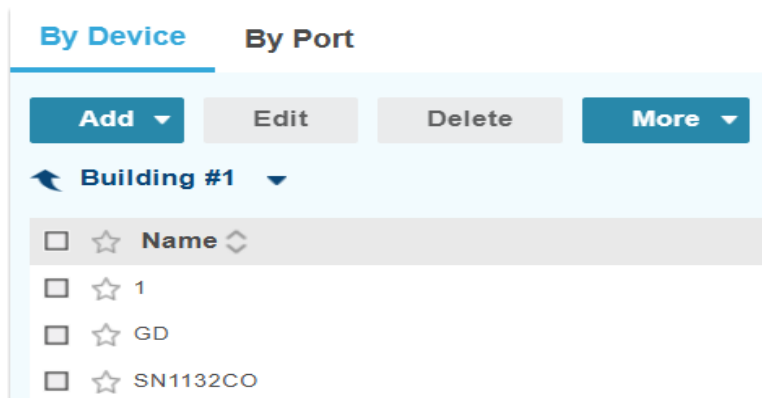 By Device By Port
Add Edit Delete More
Building #1
Name
1
GD
SN1132CO